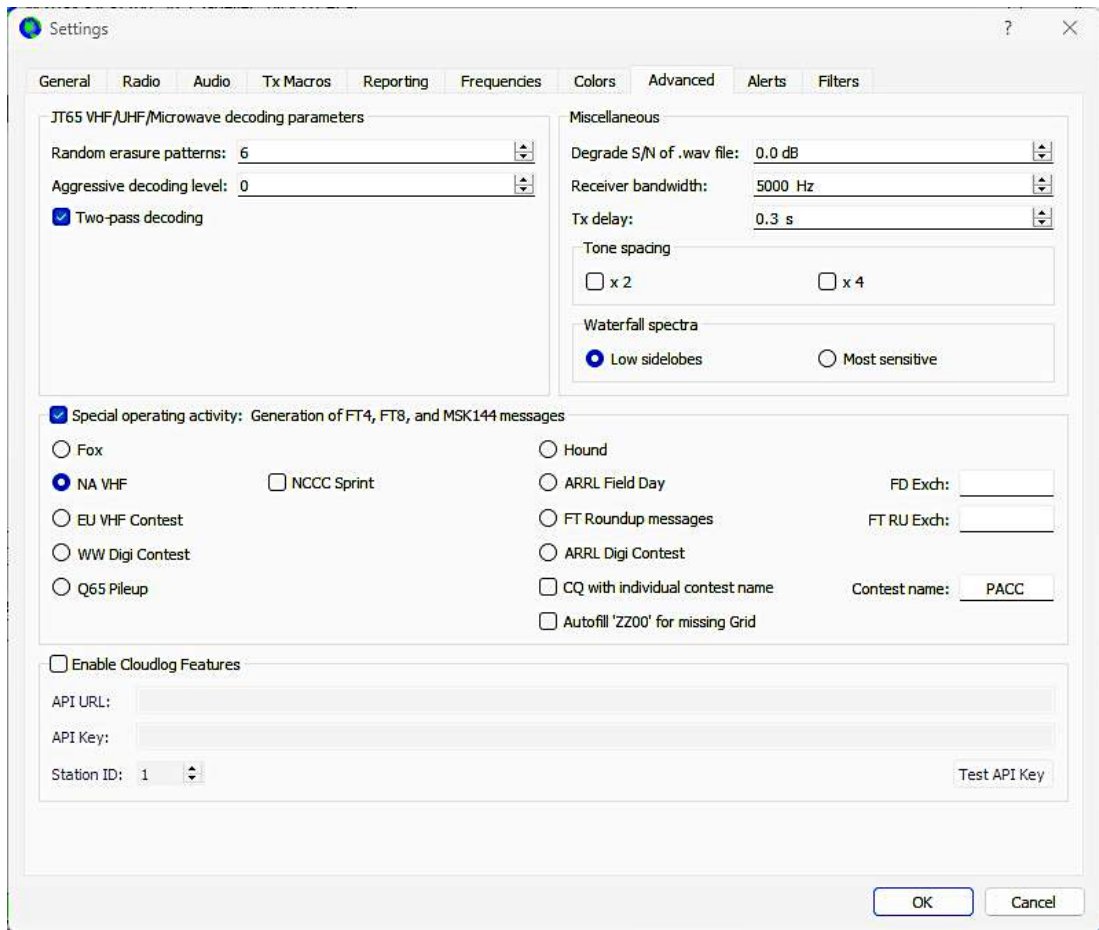 Settings
General Radio Audio Tx Macros Reporting Frequencies Colors Advanced Alerts Filters
JT65 VHF/UHF/Microwave decoding parameters
Random erasure patterns: 6
Aggressive decoding level: 0
Two-pass decoding
Miscellaneous
Degrade S/N of .wav file: 0.0 dB
Receiver bandwidth: 5000 Hz
Tx delay: 0.3 s
Tone spacing
x 2 x 4
Waterfall spectra
Low sidelobes Most sensitive
Special operating activity: Generation of FT4, FT8, and MSK144 messages
Fox Hound
NA VHF NCCC Sprint ARRL Field Day FD Exch:
EU VHF Contest FT Roundup messages FT RU Exch:
WW Digi Contest ARRL Digi Contest
Q65 Pileup CQ with individual contest name Contest name: PACC
Autofill 'ZZ00' for missing Grid
Enable Cloudlog Features
API URL:
API Key:
Station ID: 1 Test API Key
OK Cancel